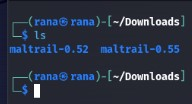 ┌──(rana㉿rana)-[~/Downloads]
└─$ ls
maltrail-0.52  maltrail-0.55
┌──(rana㉿rana)-[~/Downloads]
└─$